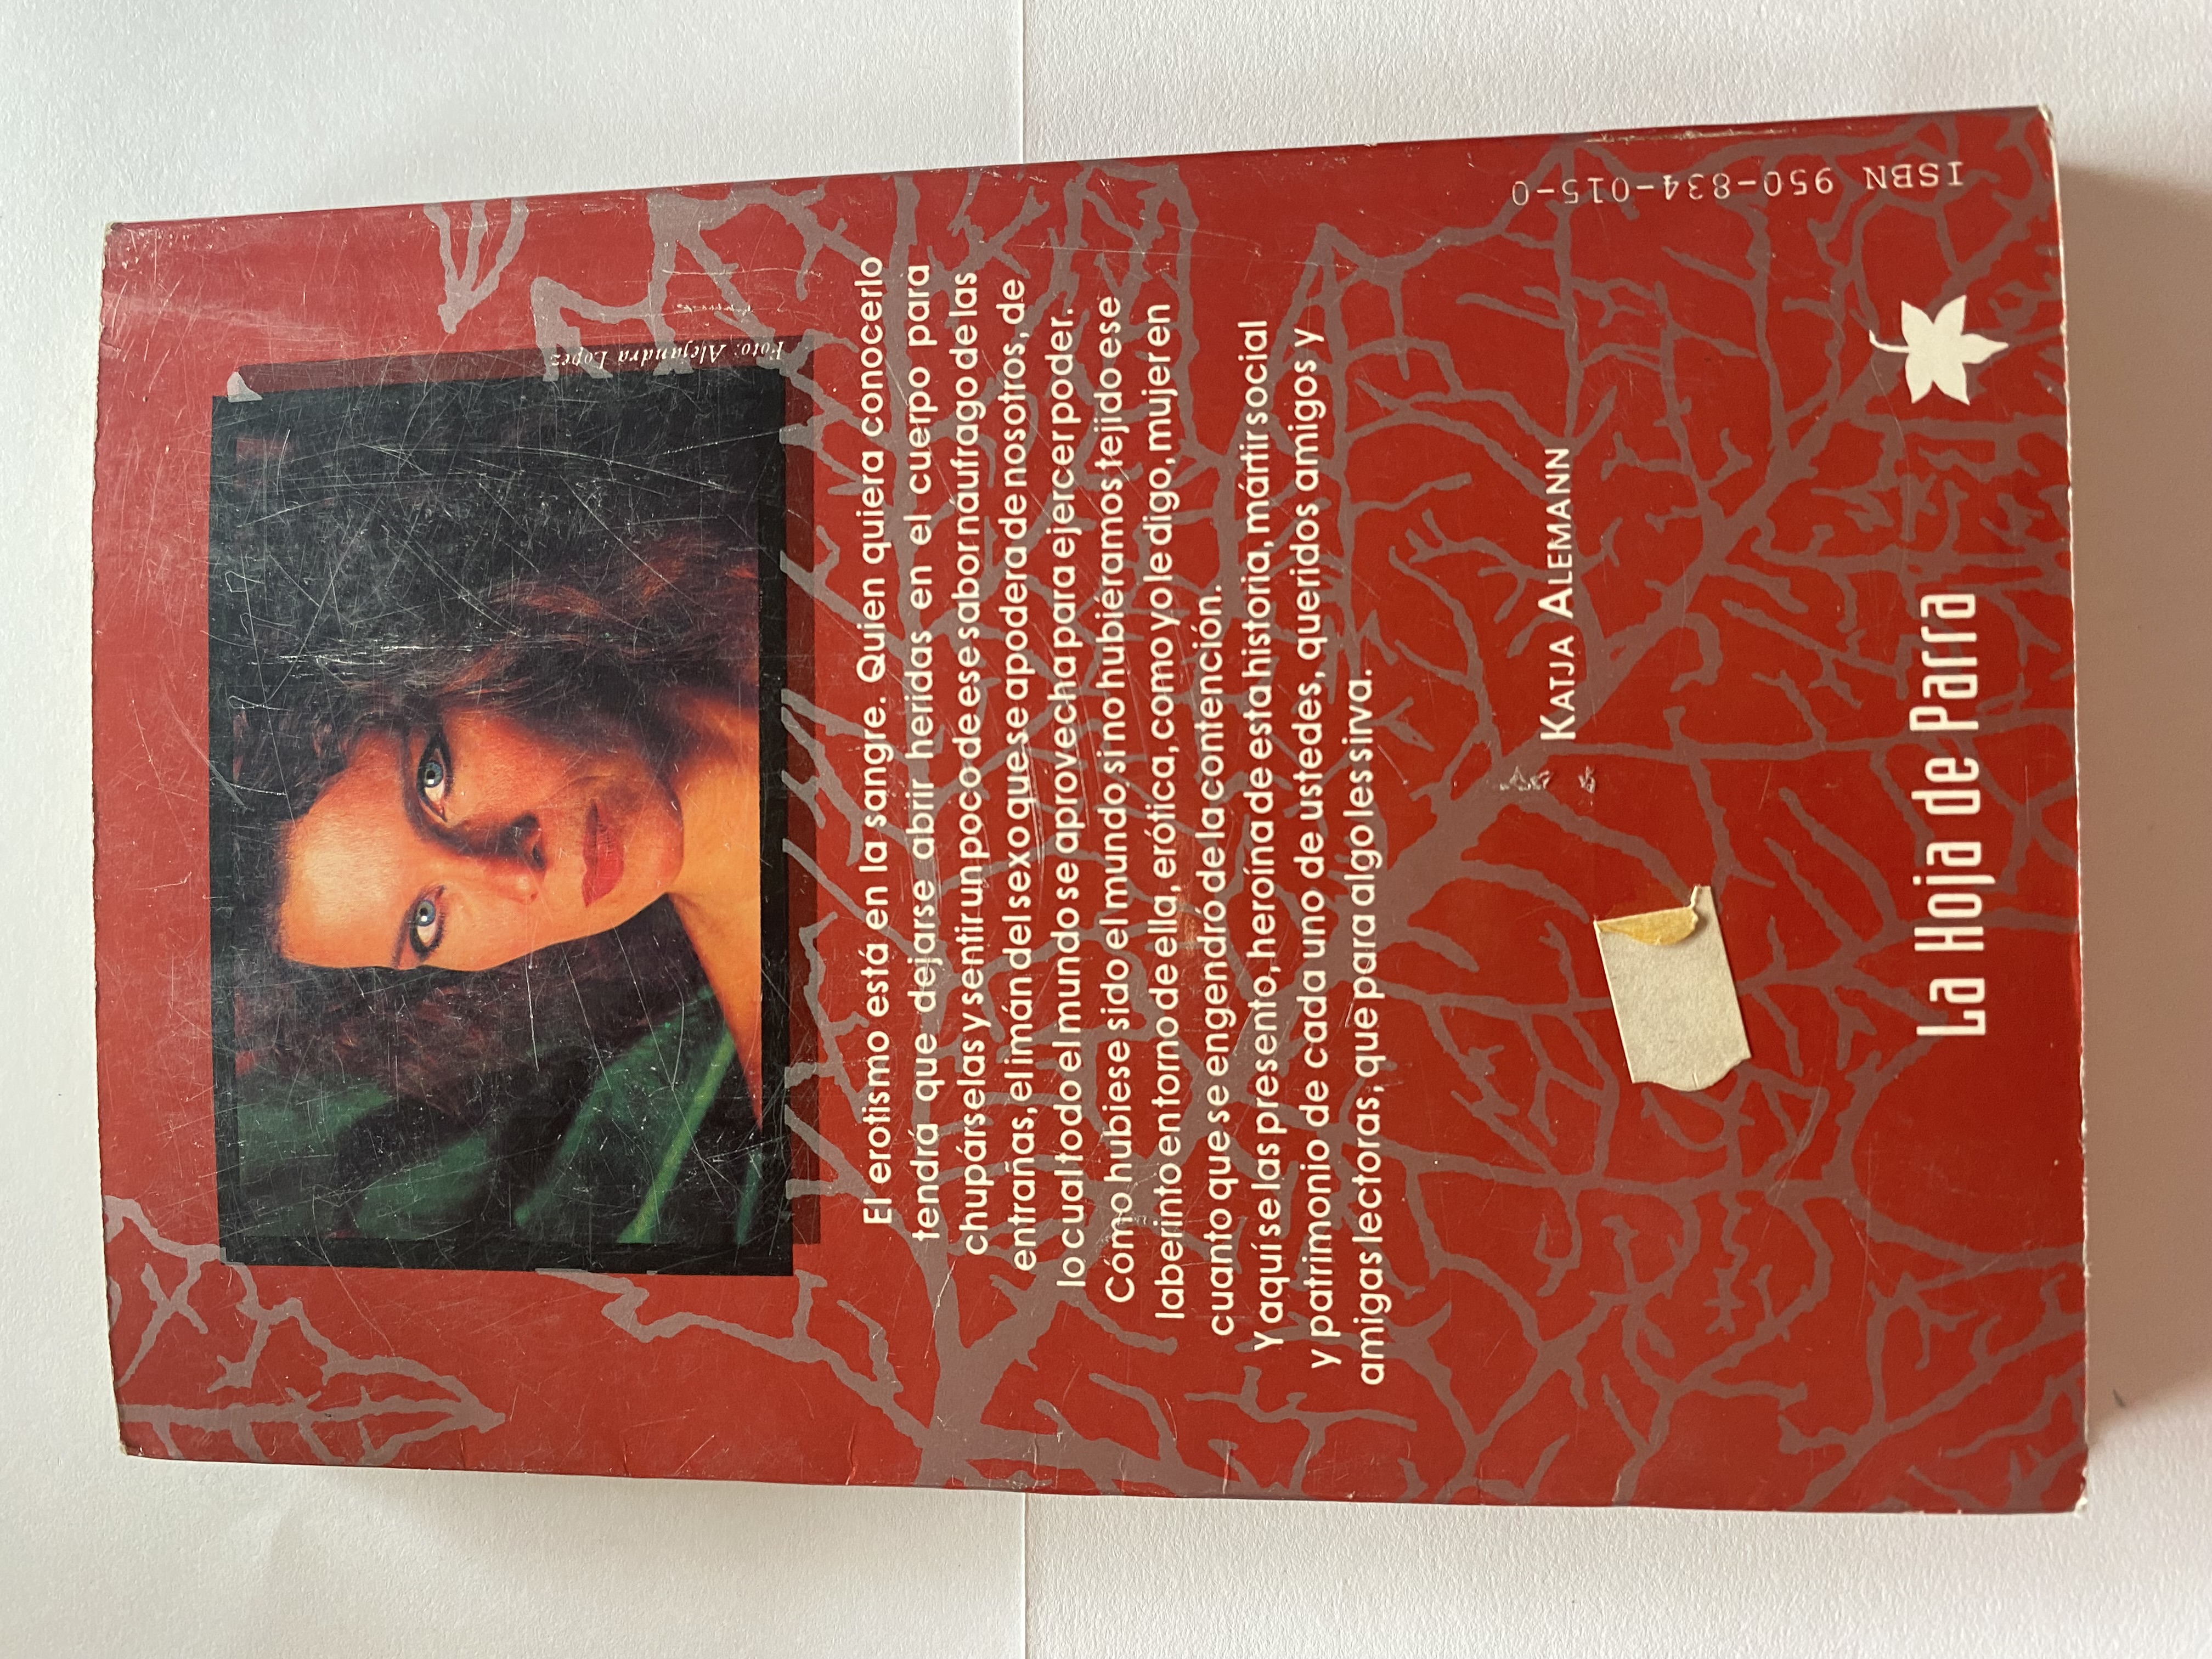 Foto: Alejandra Lopez
El erotismo está en la sangre. Quien quiera conocerlo
tendrá que dejarse abrir heridas en el cuerpo para
chupárselas y sentir un poco de ese sabor náufrago de las
entrañas, el imán del sexo que se apodera de nosotros, de
lo cual todo el mundo se aprovecha para ejercer poder.
Cómo hubiese sido el mundo si no hubiéramos tejido ese
laberinto en torno de ella, erótica, como yo le digo, mujer en
cuanto que se engendró de la contención.
Y aquí se las presento, heroína de esta historia, mártir social
y patrimonio de cada uno de ustedes, queridos amigos y
amigas lectoras, que para algo les sirva.
KATJA ALEMANN
La Hoja de Parra
ISBN 950-834-015-0